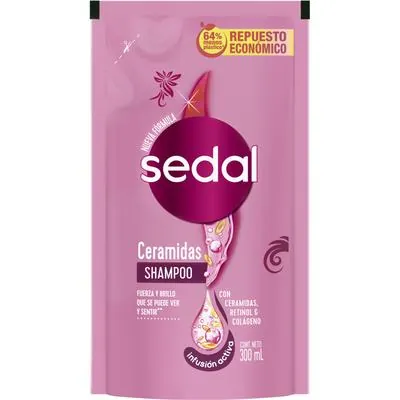 64%
menos
plástico*
REPUESTO
ECONÓMICO
NUEVA FÓRMULA
sedal
Ceramidas
SHAMPOO
FUERZA Y BRILLO
QUE SE PUEDE VER
Y SENTIR**
CON
CERAMIDAS,
RETINOL &
COLÁGENO
infusión activa
CONT. NETO
300 mL